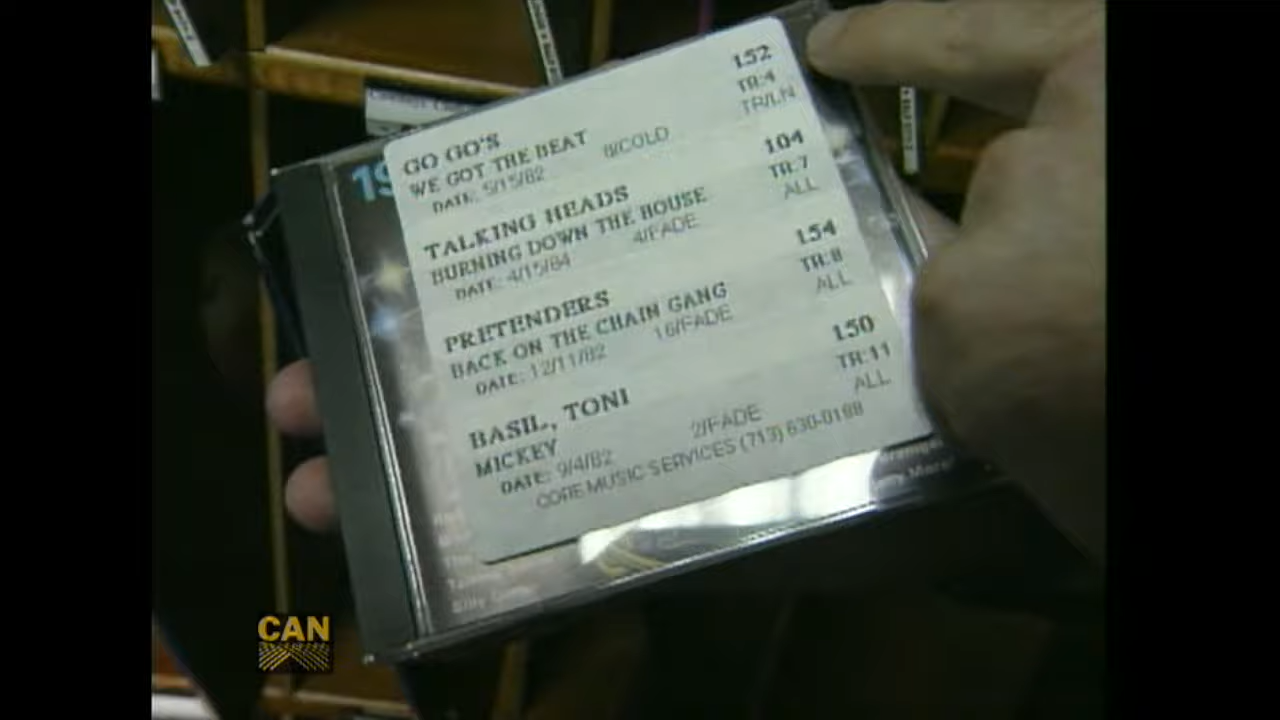 19
GO GO'S
152
WE GOT THE BEAT
TR:4
DATE: 5/15/82
8/COLD
TR/LN
TALKING HEADS
104
BURNING DOWN THE HOUSE
TR:7
DATE: 4/15/84
4/FADE
ALL
PRETENDERS
154
BACK ON THE CHAIN GANG
TR:8
DATE: 12/11/82
16/FADE
ALL
BASIL, TONI
150
MICKEY
TR:11
DATE: 9/4/82
2/FADE
ALL
CORE MUSIC SERVICES (713) 630-0188
More!
CAN